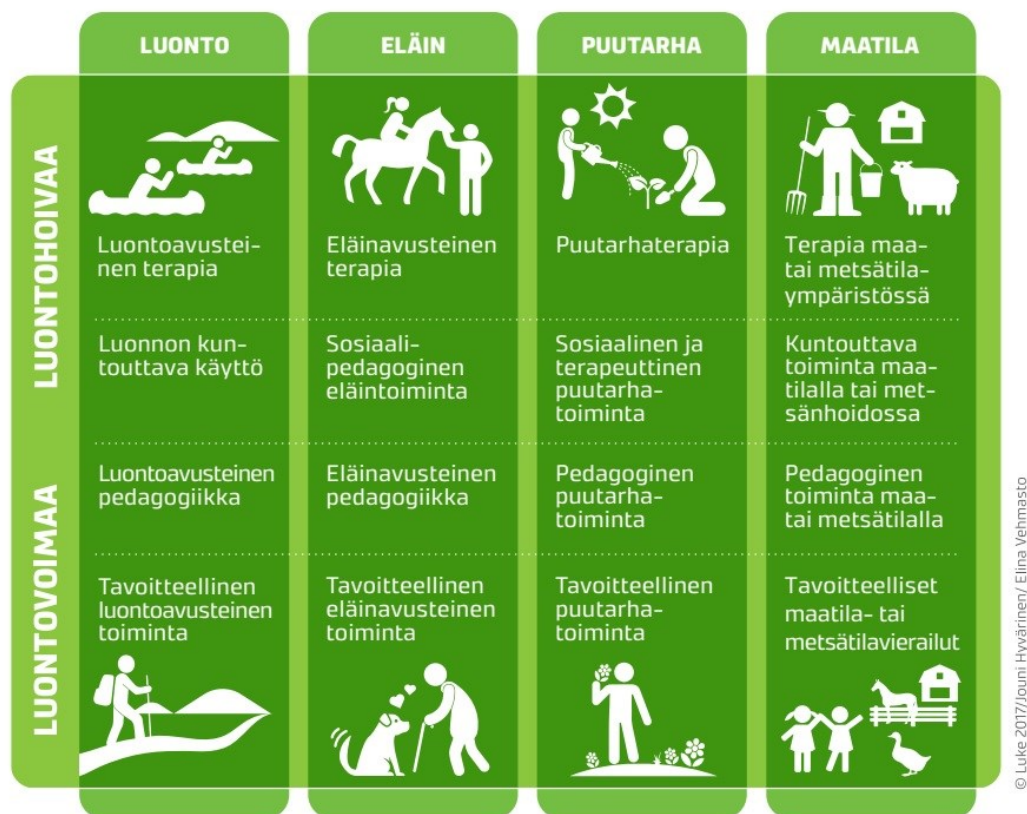 LUONTO
ELÄIN
PUUTARHA
MAATILA
LUONTOHOIVAA
Luontoavustei-
nen terapia
Eläinavusteinen
terapia
Puutarhaterapia
Terapia maa-
tai metsätila-
ympäristössä
Luonnon kun-
touttava käyttö
Sosiaali-
pedagoginen
eläintoiminta
Sosiaalinen ja
terapeuttinen
puutarha-
toiminta
Kuntouttava
toiminta maa-
tilalla tai met-
sänhoidossa
LUONTOVOIMAA
Luontoavusteinen
pedagogiikka
Eläinavusteinen
pedagogiikka
Pedagoginen
puutarha-
toiminta
Pedagoginen
toiminta maa-
tai metsätilalla
Tavoitteellinen
luontoavusteinen
toiminta
Tavoitteellinen
eläinavusteinen
toiminta
Tavoitteellinen
puutarha-
toiminta
Tavoitteelliset
maatila- tai
metsätilavierailut
© Luke 2017/Jouni Hyvärinen/ Elina Vehmasto